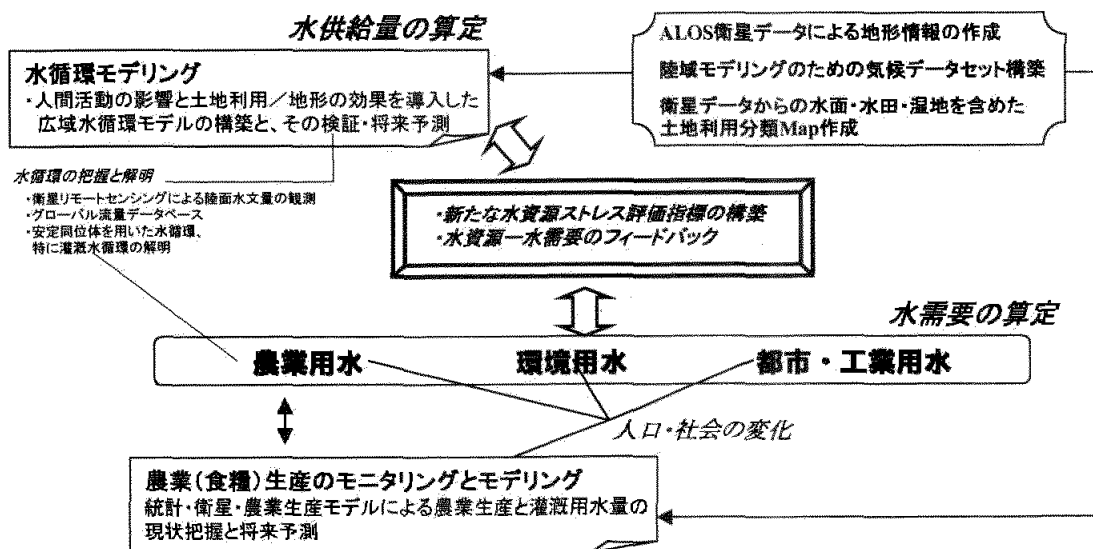 水供給量の算定
水循環モデリング
・人間活動の影響と土地利用／地形の効果を導入した
広域水循環モデルの構築と、その検証・将来予測
ALOS衛星データによる地形情報の作成
陸域モデリングのための気候データセット構築
衛星データからの水面・水田・湿地を含めた
土地利用分類Map作成
水循環の把握と解明
・衛星リモートセンシングによる陸面水文量の観測
・グローバル流量データベース
・安定同位体を用いた水循環、
特に灌漑水循環の解明
・新たな水資源ストレス評価指標の構築
・水資源ー水需要のフィードバック
水需要の算定
農業用水 環境用水 都市・工業用水
人口・社会の変化
農業(食糧)生産のモニタリングとモデリング
統計・衛星・農業生産モデルによる農業生産と灌漑用水量の
現状把握と将来予測